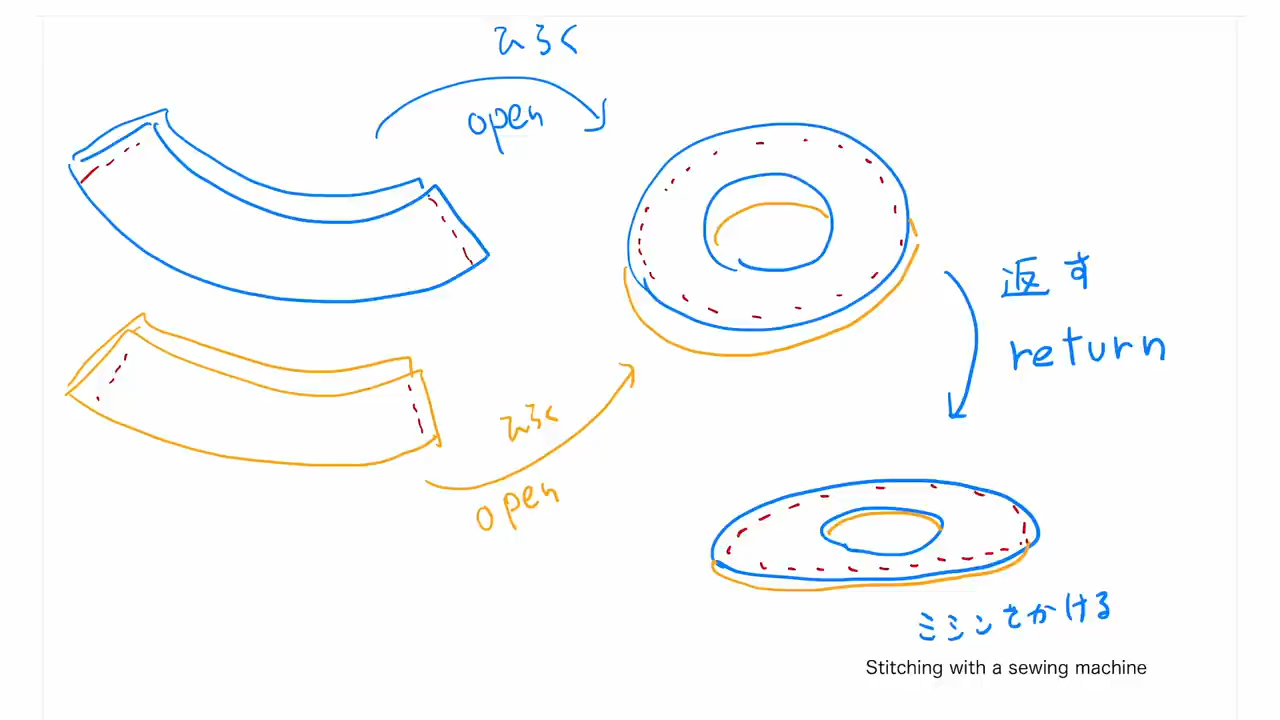 ひらく
open
返す
return
ひらく
open
ミシンをかける
Stitching with a sewing machine